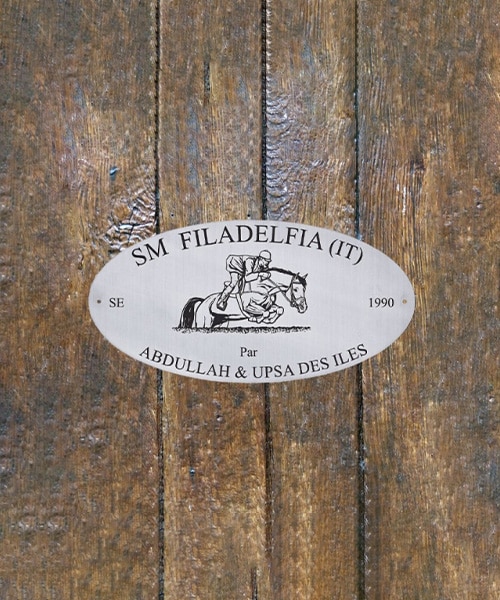 SM FILADELFIA (IT)
SE
1990
Par
ABDULLAH & UPSA DES ILES